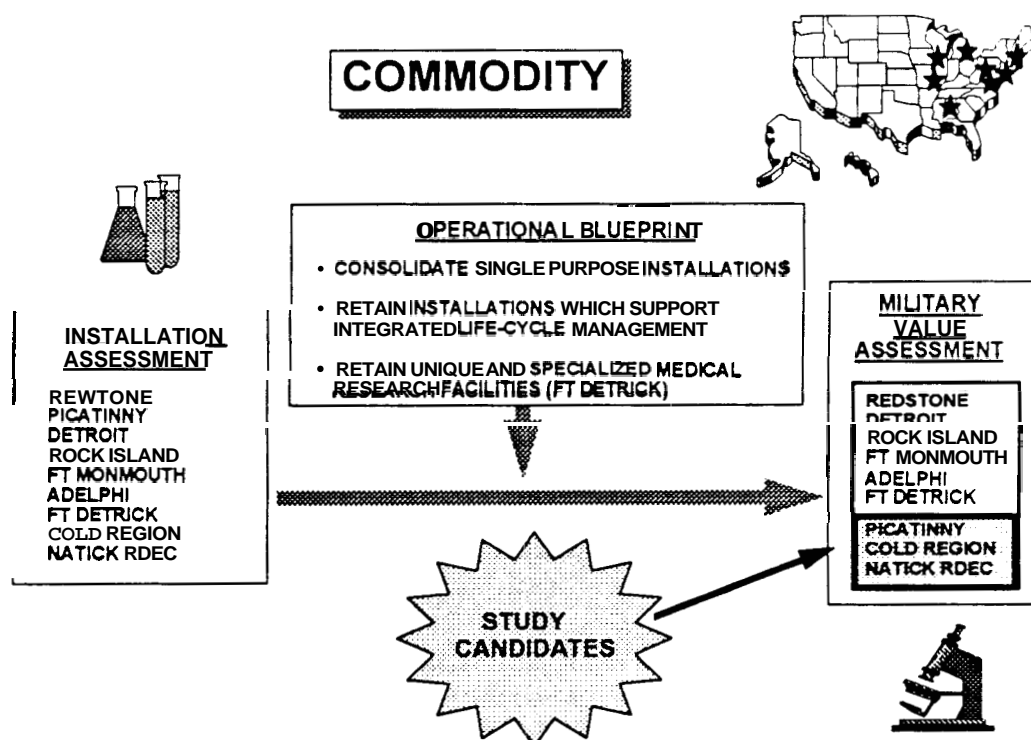 COMMODITY
OPERATIONAL BLUEPRINT
• CONSOLIDATE SINGLE PURPOSE INSTALLATIONS
• RETAIN INSTALLATIONS WHICH SUPPORT
INTEGRATED LIFE-CYCLE MANAGEMENT
• RETAIN UNIQUE AND SPECIALIZED MEDICAL
RESEARCH FACILITIES (FT DETRICK)
INSTALLATION
ASSESSMENT
REWTONE
PICATINNY
DETROIT
ROCK ISLAND
FT MONMOUTH
ADELPHI
FT DETRICK
COLD REGION
NATICK RDEC
MILITARY
VALUE
ASSESSMENT
REDSTONE
DETROIT
ROCK ISLAND
FT MONMOUTH
ADELPHI
FT DETRICK
PICATINNY
COLD REGION
NATICK RDEC
STUDY
CANDIDATES